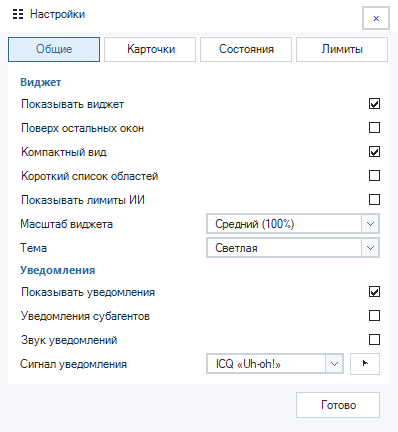 Настройки
Общие
Карточки
Состояния
Лимиты
Виджет
Показывать виджет
Поверх остальных окон
Компактный вид
Короткий список областей
Показывать лимиты ИИ
Масштаб виджета Средний (100%)
Тема Светлая
Уведомления
Показывать уведомления
Уведомления субагентов
Звук уведомлений
Сигнал уведомления ICQ «Uh-oh!»
Готово